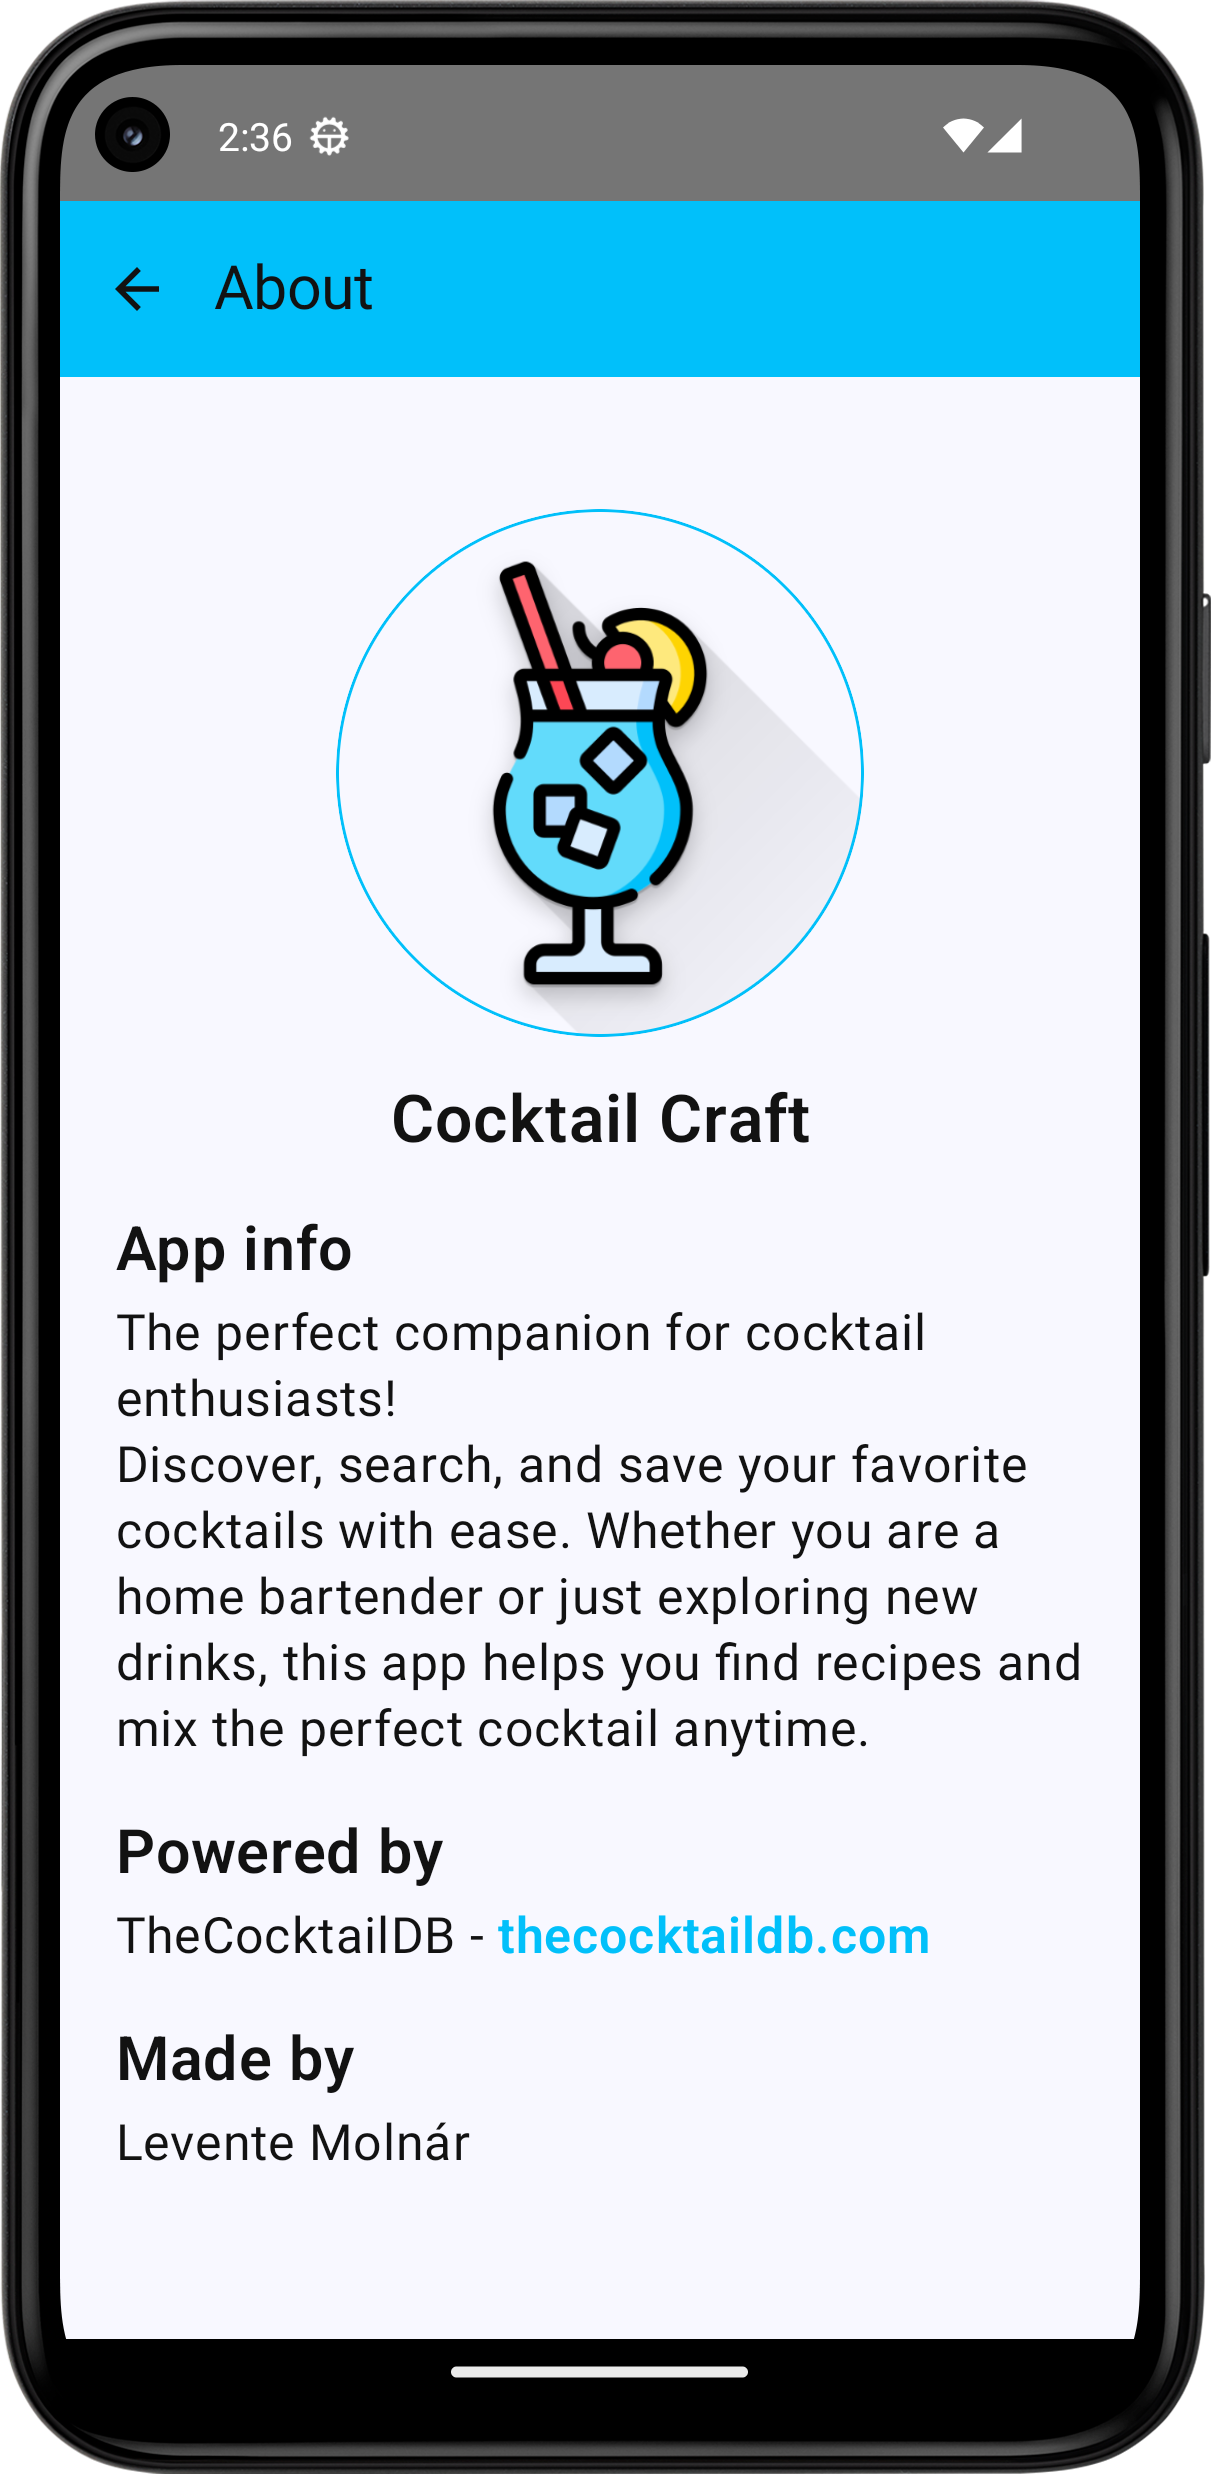 2:36
About
Cocktail Craft
App info
The perfect companion for cocktail
enthusiasts!
Discover, search, and save your favorite
cocktails with ease. Whether you are a
home bartender or just exploring new
drinks, this app helps you find recipes and
mix the perfect cocktail anytime.
Powered by
TheCocktailDB - thecocktaildb.com
Made by
Levente Molnár